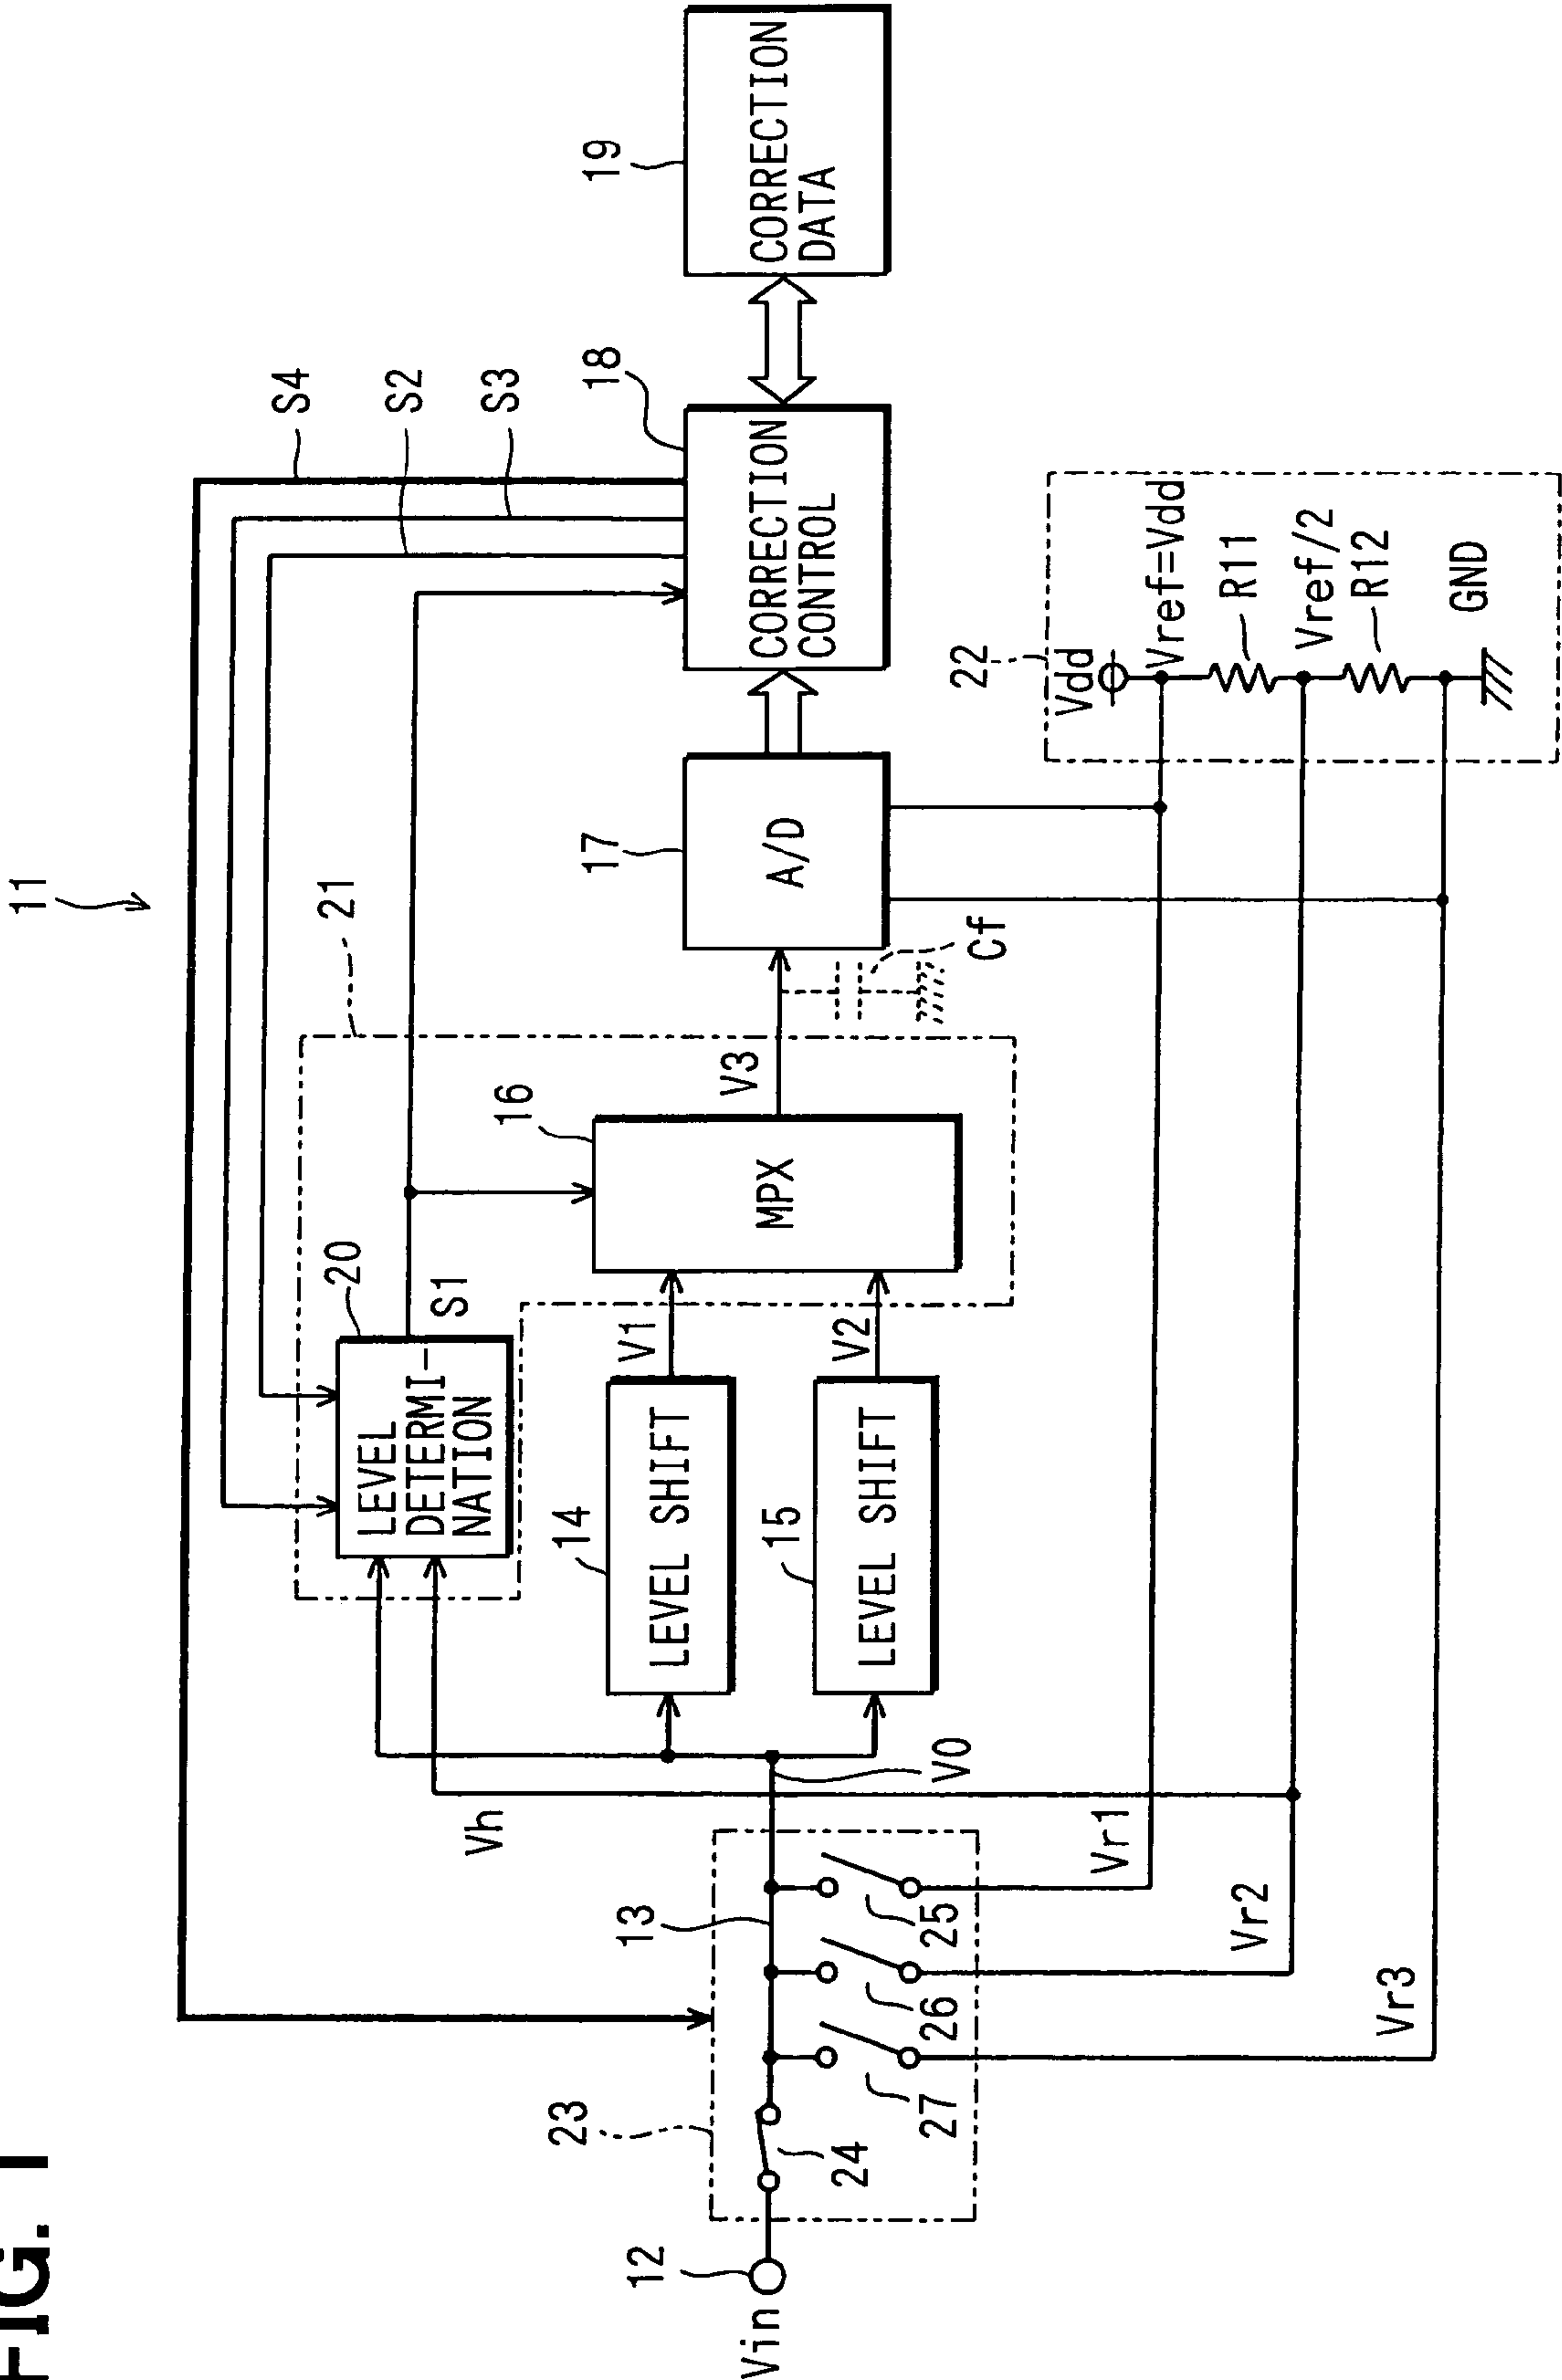 FIG. 1
11
S4
S2
S3
21
20
LEVEL
DETERMI-
NATION
S1
18
19
CORRECTION
CONTROL
CORRECTION
DATA
17
A/D
16
MPX
V3
Cf
14
LEVEL SHIFT
V1
15
LEVEL SHIFT
V2
Vh
V0
13
23
12
Vin
24
27
26
25
Vr1
Vr2
Vr3
22
Vdd
Vref=Vdd
R11
Vref/2
R12
GND